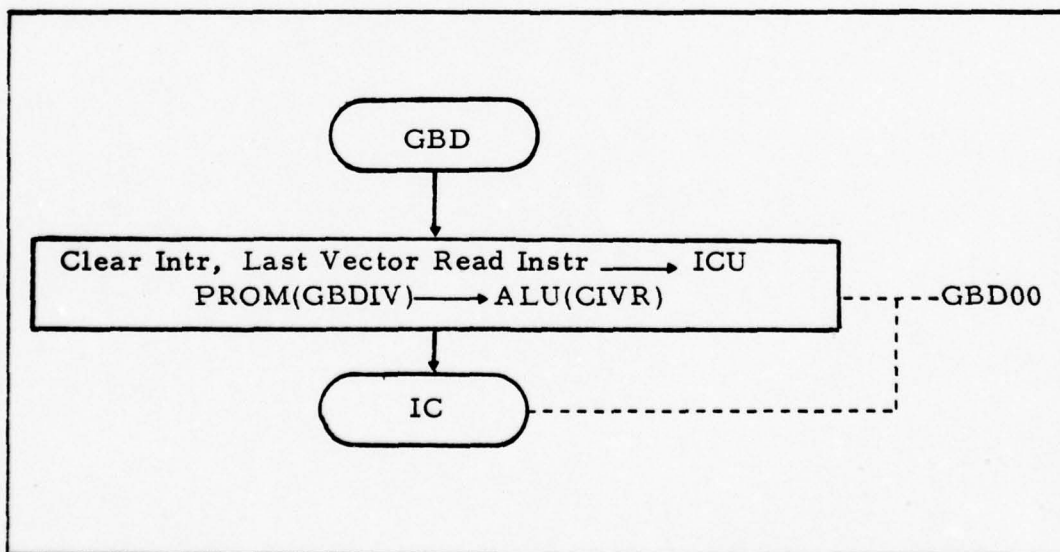 GBD
Clear Intr, Last Vector Read Instr → ICU
PROM(GBDIV) → ALU(CIVR)
GBD00
IC